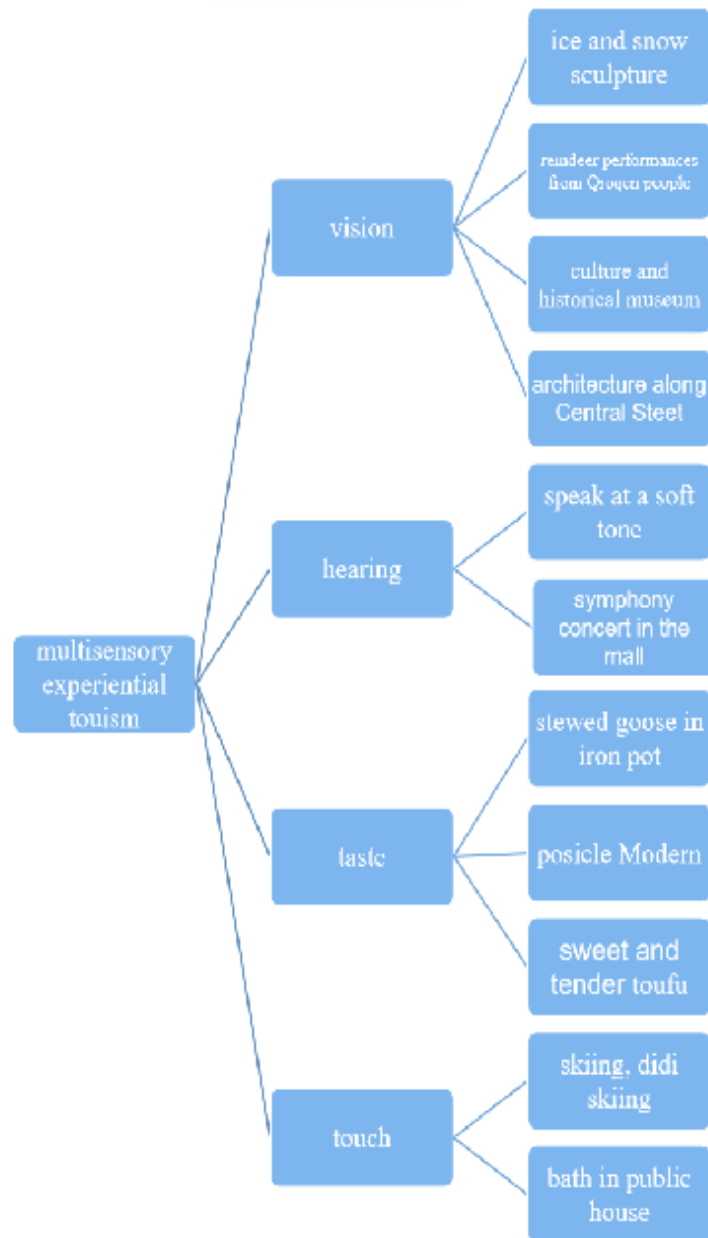 ice and snow
sculpture
reindeer performances
from Qroqen people
vision
culture and
historical museum
architecture along
Central Steet
speak at a soft
tone
hearing
symphony
concert in the
mall
multisensory
experiential
touism
stewed goose in
iron pot
taste
posicle Modern
sweet and
tender toufu
skiing, didi
skiing
touch
bath in public
house